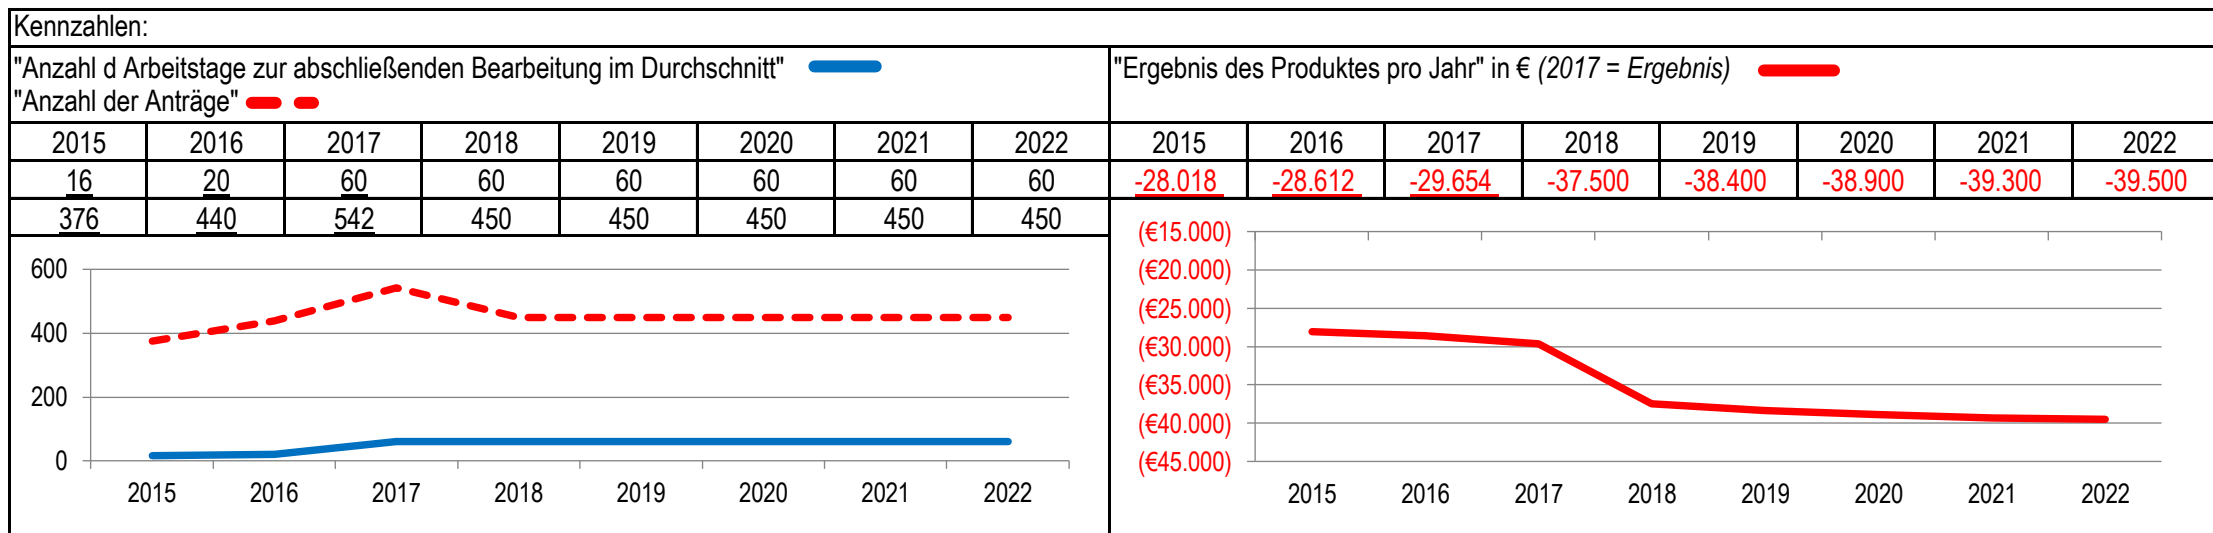 Kennzahlen:
"Anzahl d Arbeitstage zur abschließenden Bearbeitung im Durchschnitt"
"Anzahl der Anträge"
2015 2016 2017 2018 2019 2020 2021 2022
16 20 60 60 60 60 60 60
376 440 542 450 450 450 450 450
600
400
200
0
2015 2016 2017 2018 2019 2020 2021 2022
"Ergebnis des Produktes pro Jahr" in € (2017 = Ergebnis)
2015 2016 2017 2018 2019 2020 2021 2022
-28.018 -28.612 -29.654 -37.500 -38.400 -38.900 -39.300 -39.500
(€15.000)
(€20.000)
(€25.000)
(€30.000)
(€35.000)
(€40.000)
(€45.000)
2015 2016 2017 2018 2019 2020 2021 2022